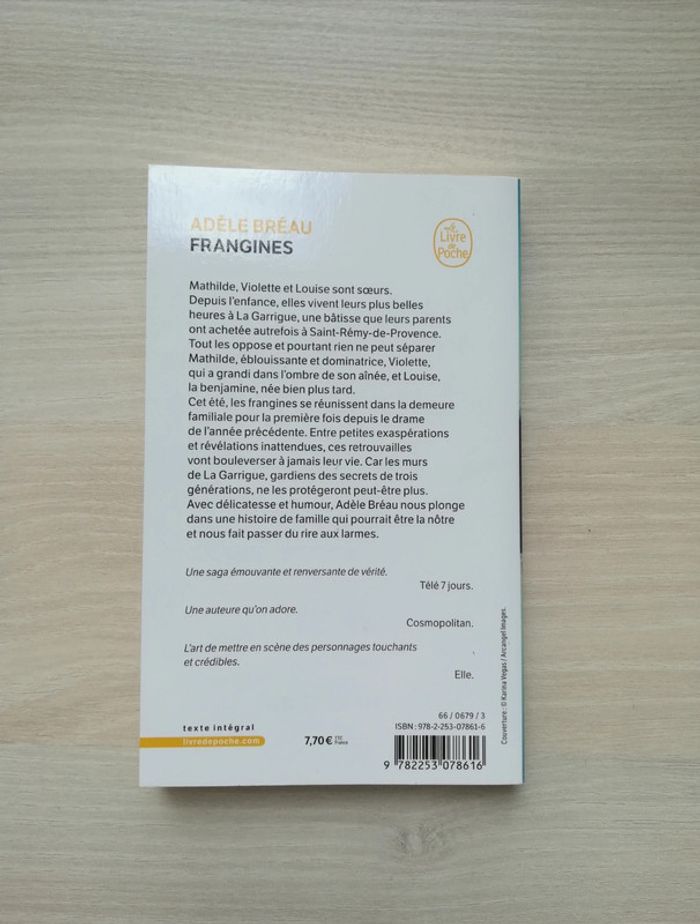 ADÈLE BRÉAU
FRANGINES
Le
Livre
de
Poche
Mathilde, Violette et Louise sont sœurs.
Depuis l'enfance, elles vivent leurs plus belles
heures à La Garrigue, une bâtisse que leurs parents
ont achetée autrefois à Saint-Rémy-de-Provence.
Tout les oppose et pourtant rien ne peut séparer
Mathilde, éblouissante et dominatrice, Violette,
qui a grandi dans l'ombre de son aînée, et Louise,
la benjamine, née bien plus tard.
Cet été, les frangines se réunissent dans la demeure
familiale pour la première fois depuis le drame
de l'année précédente. Entre petites exaspérations
et révélations inattendues, ces retrouvailles
vont bouleverser à jamais leur vie. Car les murs
de La Garrigue, gardiens des secrets de trois
générations, ne les protégeront peut-être plus.
Avec délicatesse et humour, Adèle Bréau nous plonge
dans une histoire de famille qui pourrait être la nôtre
et nous fait passer du rire aux larmes.
Une saga émouvante et renversante de vérité.
Télé 7 jours.
Une auteure qu'on adore.
Cosmopolitan.
L'art de mettre en scène des personnages touchants
et crédibles.
Elle.
Couverture : © Karina Vegas / Arcangel Images.
66 / 0679 / 3
ISBN : 978-2-253-07861-6
texte intégral
livredepoche.com
7,70 € TTC
France
9 782253 078616